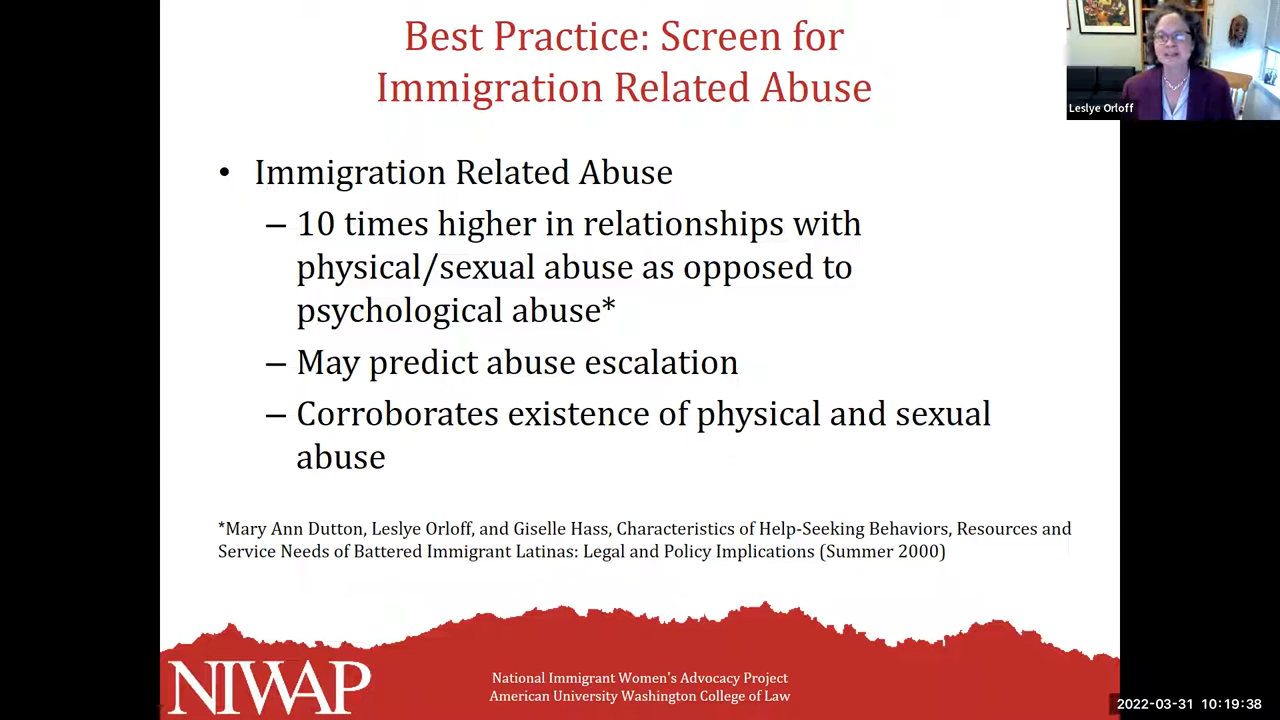 Best Practice: Screen for
Immigration Related Abuse
Leslye Orloff
• Immigration Related Abuse
– 10 times higher in relationships with
physical/sexual abuse as opposed to
psychological abuse*
– May predict abuse escalation
– Corroborates existence of physical and sexual
abuse
*Mary Ann Dutton, Leslye Orloff, and Giselle Hass, Characteristics of Help-Seeking Behaviors, Resources and
Service Needs of Battered Immigrant Latinas: Legal and Policy Implications (Summer 2000)
NIWAP
National Immigrant Women's Advocacy Project
American University Washington College of Law
2022-03-31 10:19:38